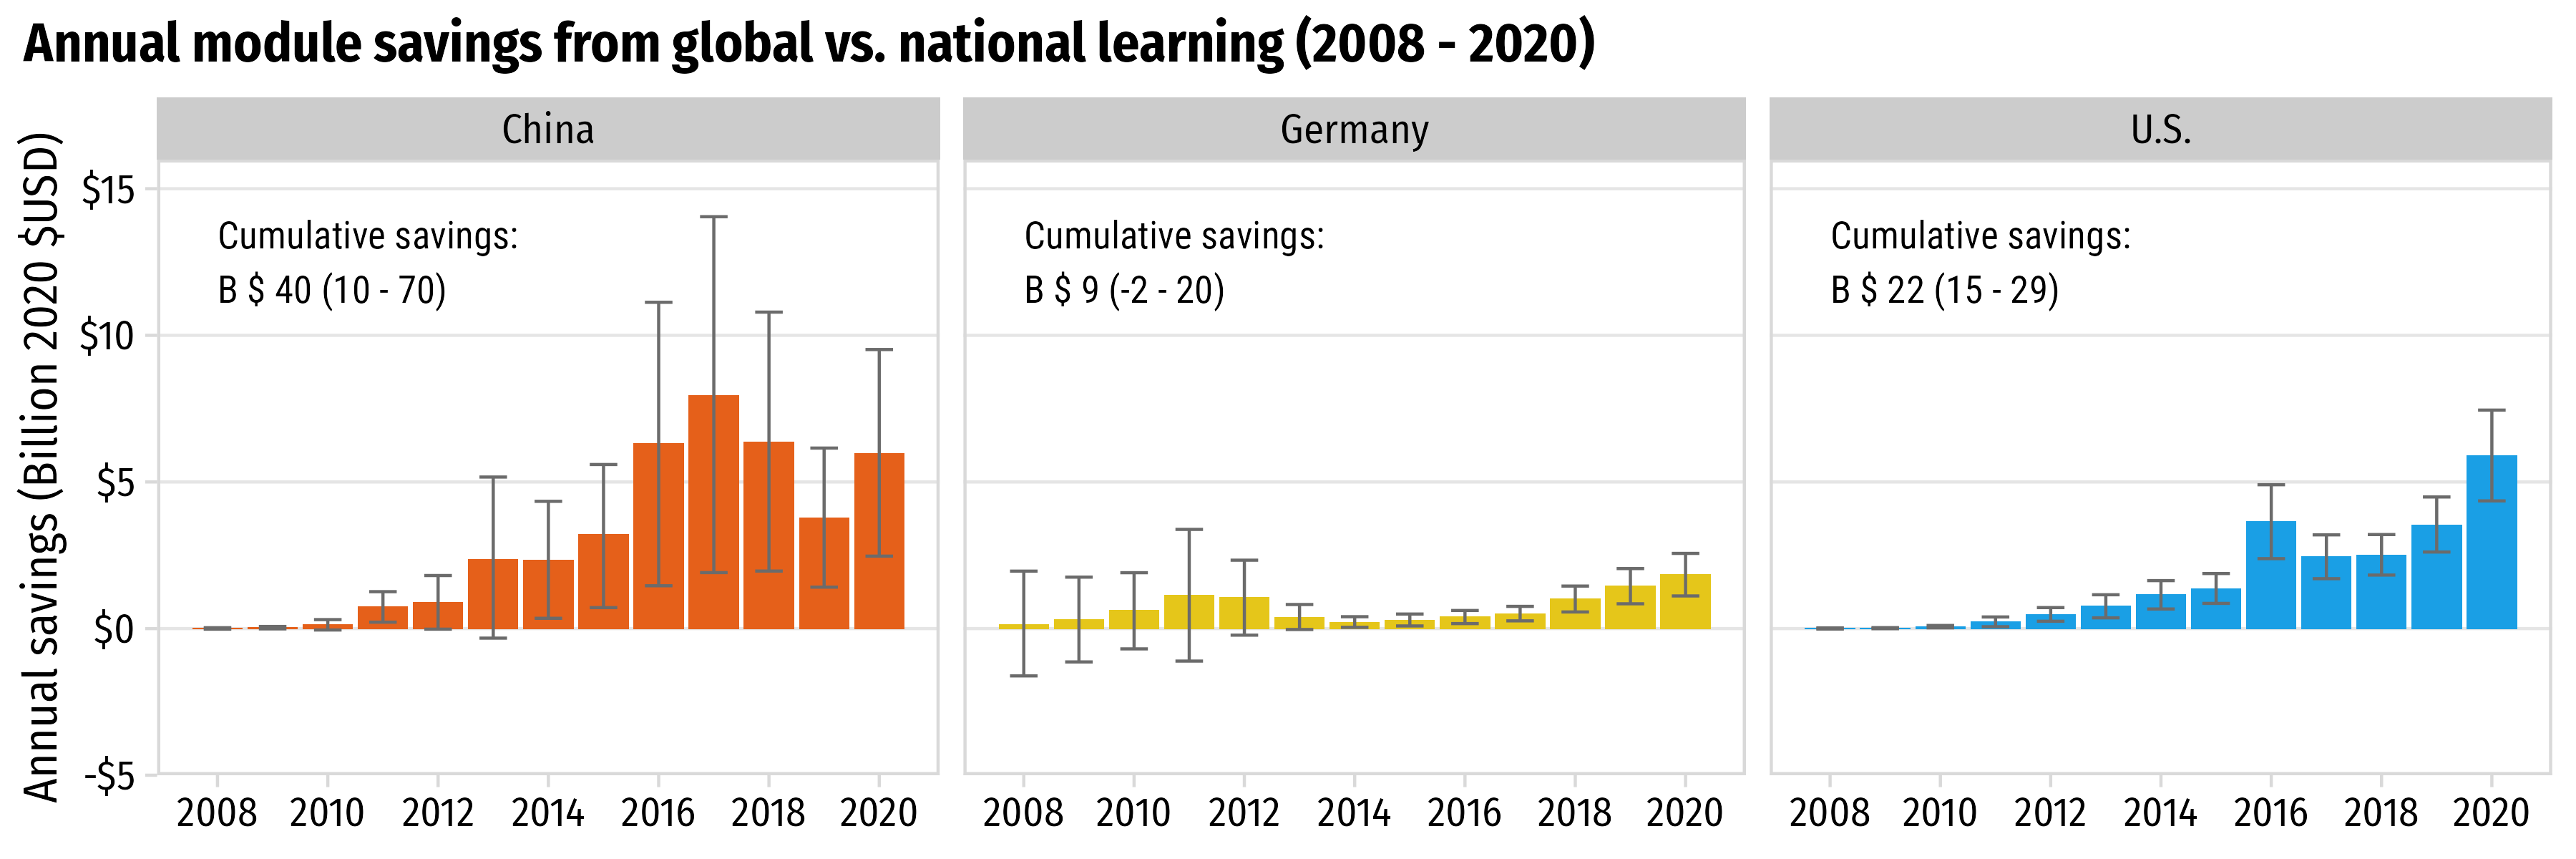 Annual module savings from global vs. national learning (2008 - 2020)
China
Germany
U.S.
Annual savings (Billion 2020 $USD)
$15
$10
$5
$0
-$5
Cumulative savings:
B $ 40 (10 - 70)
Cumulative savings:
B $ 9 (-2 - 20)
Cumulative savings:
B $ 22 (15 - 29)
2008 2010 2012 2014 2016 2018 2020
2008 2010 2012 2014 2016 2018 2020
2008 2010 2012 2014 2016 2018 2020